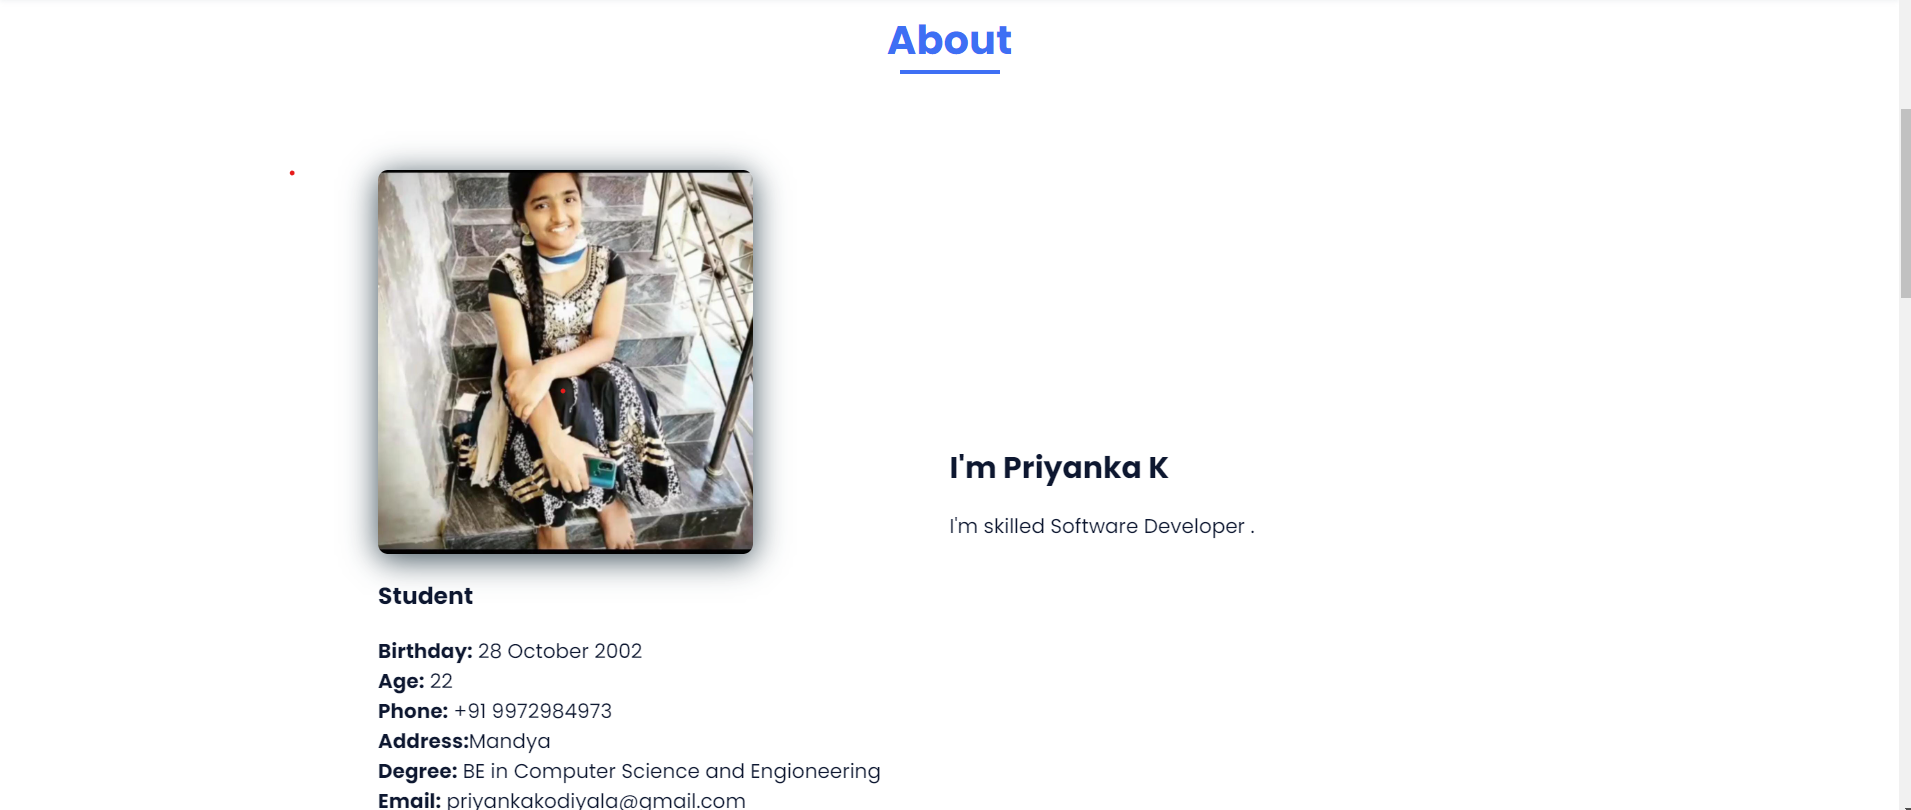 About
I'm Priyanka K
I'm skilled Software Developer .
Student
Birthday: 28 October 2002
Age: 22
Phone: +91 9972984973
Address:Mandya
Degree: BE in Computer Science and Engioneering
Email: priyankakodiyala@gmail.com